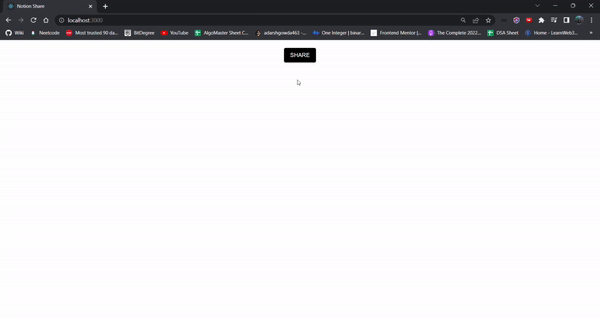 Notion Share
localhost:3000
Wiki Neetcode Most trusted 90 da... BitDegree YouTube AlgoMaster Sheet C... adarshgowda463 -... One Integer | binar... Frontend Mentor |... The Complete 2022... DSA Sheet Home - LearnWeb3...
SHARE